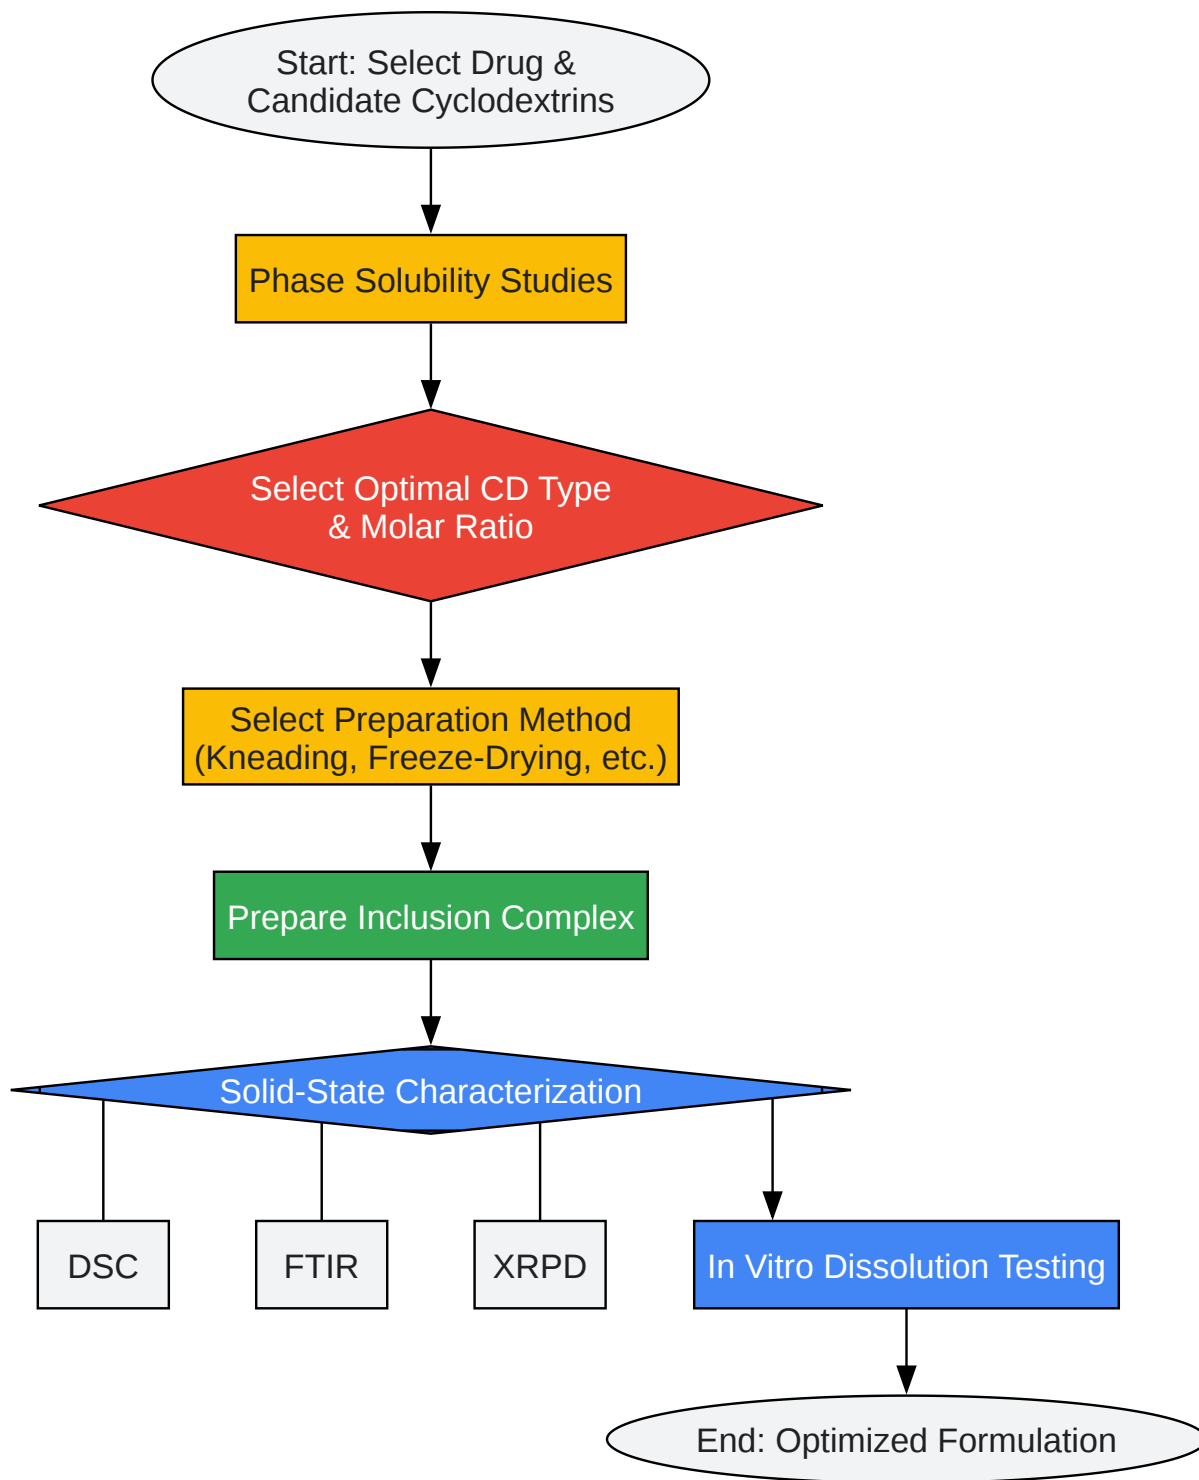 Start: Select Drug &
Candidate Cyclodextrins
Phase Solubility Studies
Select Optimal CD Type
& Molar Ratio
Select Preparation Method
(Kneading, Freeze-Drying, etc.)
Prepare Inclusion Complex
Solid-State Characterization
DSC
FTIR
XRPD
In Vitro Dissolution Testing
End: Optimized Formulation